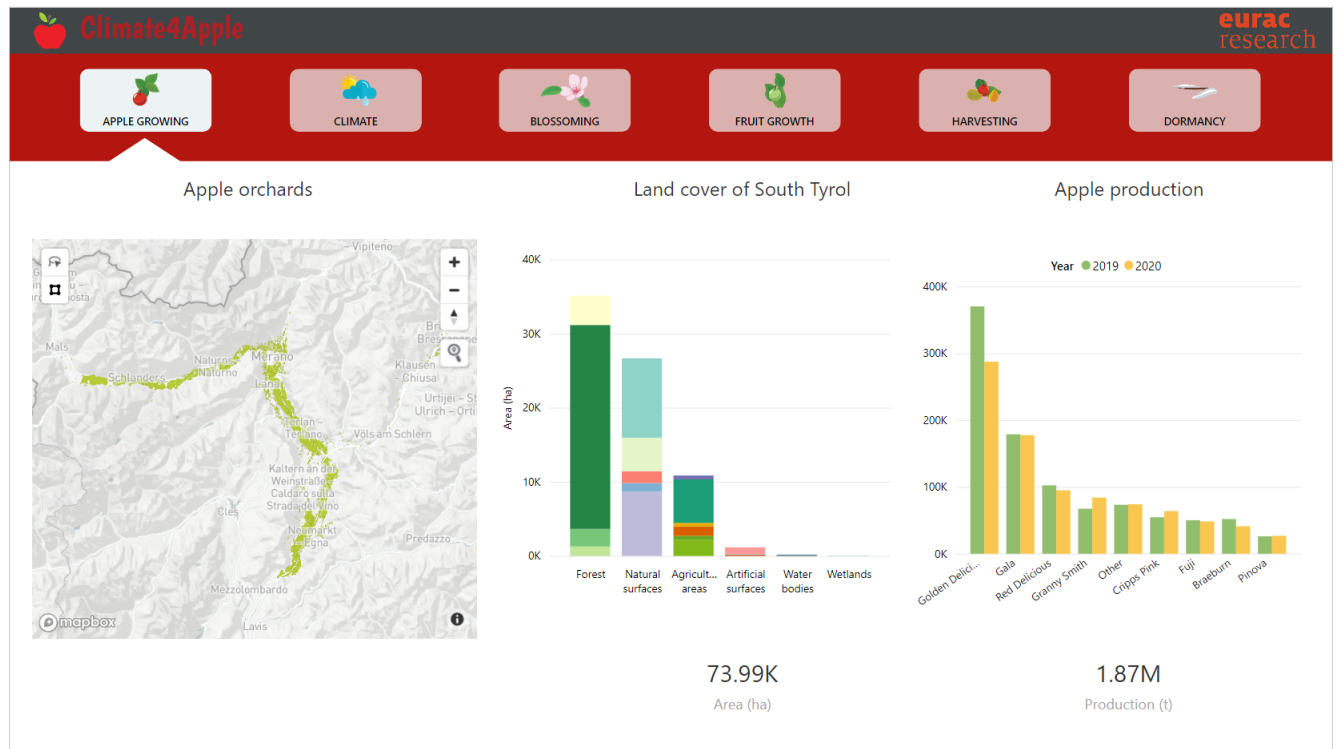 Climate4Apple
eurac
research
APPLE GROWING
CLIMATE
BLOSSOMING
FRUIT GROWTH
HARVESTING
DORMANCY
Apple orchards
– Vipiteno
Mals
Schlanders
Naturns
Naturno
Merano
Lana
Klausen
– Chiusa
Urtijëi – St
Ulrich – Ortis
Terlan –
Terlano
Völs am Schlern
Kaltern an der
Weinstraße –
Caldaro sulla
Strada del Vino
Cles
Neumarkt
– Egna
Predazzo
Mezzolombardo
Lavis
mapbox
Land cover of South Tyrol
40K
30K
20K
10K
0K
Area (ha)
Forest
Natural
surfaces
Agricult...
areas
Artificial
surfaces
Water
bodies
Wetlands
73.99K
Area (ha)
Apple production
Year 2019 2020
400K
300K
200K
100K
0K
Golden Delici...
Gala
Red Delicious
Granny Smith
Other
Cripps Pink
Fuji
Braeburn
Pinova
1.87M
Production (t)